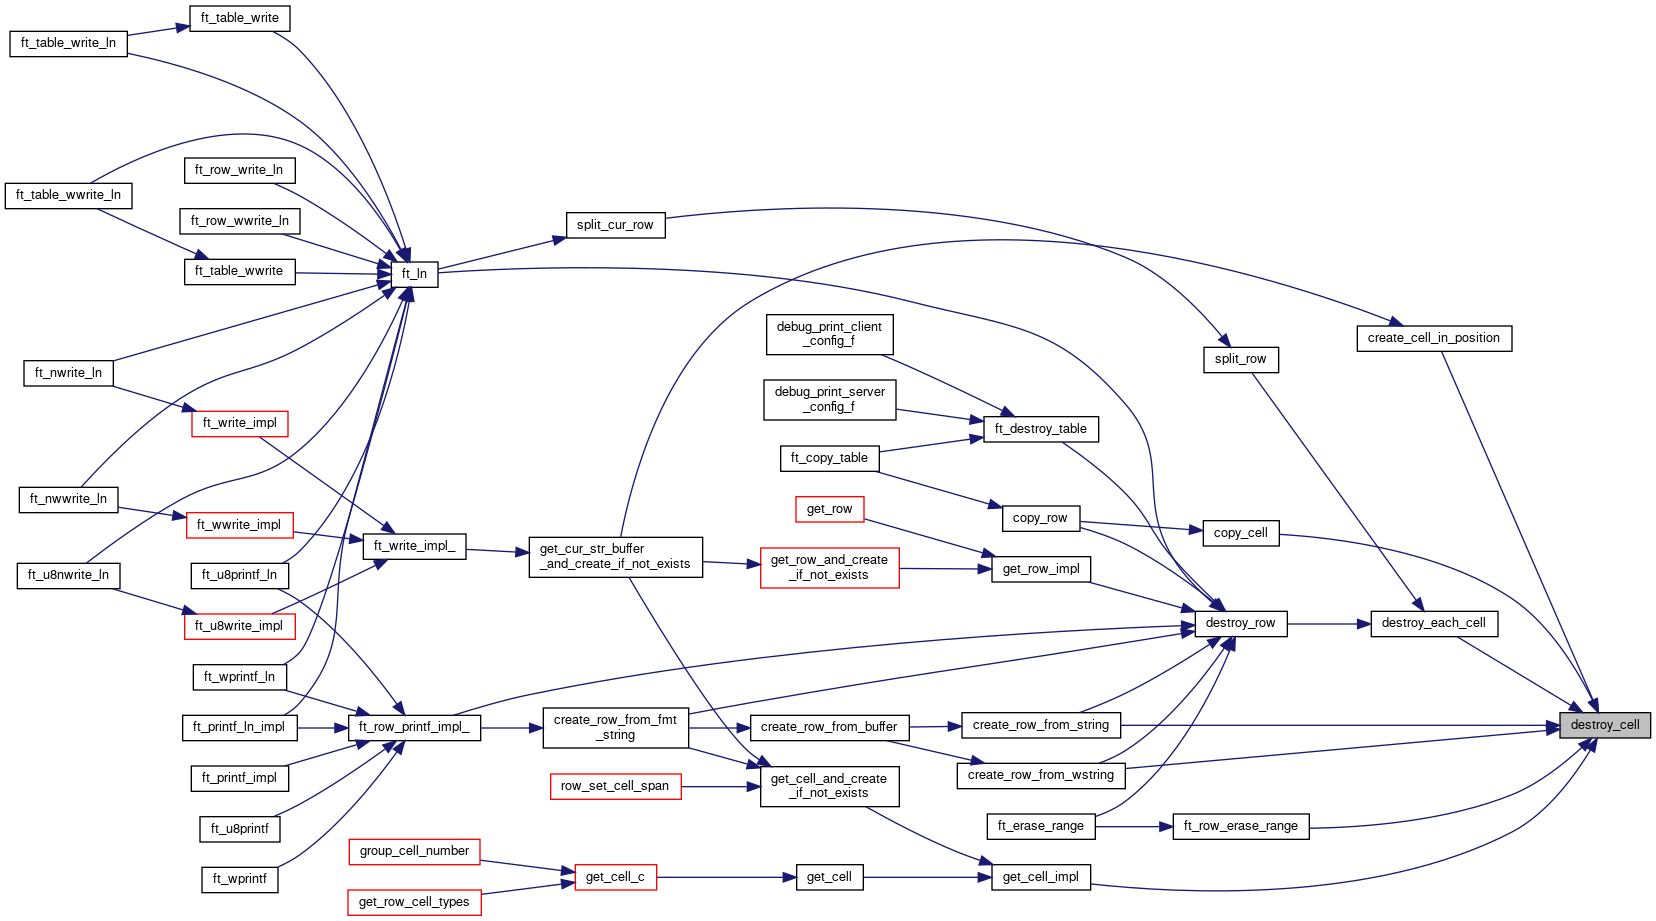 ft_table_write
ft_table_write_ln
ft_row_write_ln
ft_table_wwrite_ln
ft_row_wwrite_ln
ft_table_wwrite
ft_ln
split_cur_row
debug_print_client
_config_f
create_cell_in_position
split_row
ft_nwrite_ln
debug_print_server
_config_f
ft_write_impl
ft_destroy_table
ft_copy_table
ft_nwwrite_ln
get_row
copy_row
ft_wwrite_impl
copy_cell
ft_write_impl_
get_cur_str_buffer
_and_create_if_not_exists
get_row_and_create
_if_not_exists
get_row_impl
ft_u8nwrite_ln
ft_u8printf_ln
ft_u8write_impl
destroy_row
destroy_each_cell
ft_wprintf_ln
ft_printf_ln_impl
ft_row_printf_impl_
create_row_from_fmt
_string
create_row_from_buffer
create_row_from_string
destroy_cell
ft_printf_impl
row_set_cell_span
get_cell_and_create
_if_not_exists
create_row_from_wstring
ft_u8printf
ft_erase_range
ft_row_erase_range
group_cell_number
ft_wprintf
get_cell_c
get_cell
get_cell_impl
get_row_cell_types